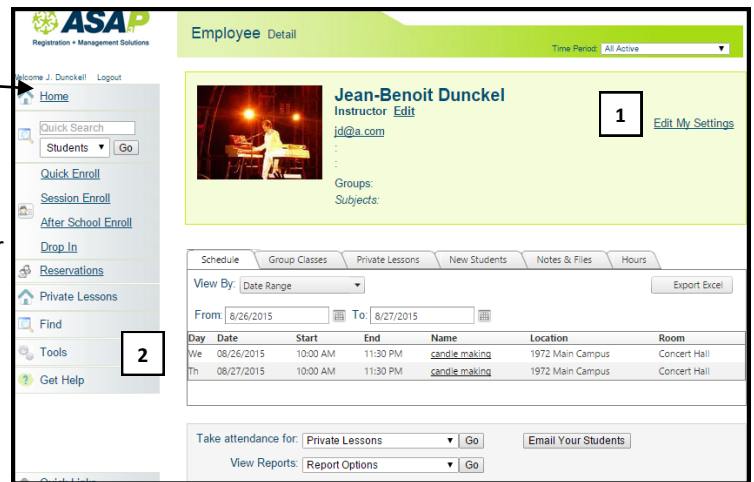 ASAP
Registration + Management Solutions
Employee Detail
Time Period: All Active
Welcome J. Dunckel! Logout
Home
Quick Search
Students Go
Quick Enroll
Session Enroll
After School Enroll
Drop In
Reservations
Private Lessons
Find
Tools
2
Get Help
Quick Links
Jean-Benoit Dunckel
Instructor Edit
jd@a.com
:
:
Groups:
Subjects:
1
Edit My Settings
Schedule Group Classes Private Lessons New Students Notes & Files Hours
View By: Date Range Export Excel
From: 8/26/2015 To: 8/27/2015
Day Date Start End Name Location Room
We 08/26/2015 10:00 AM 11:30 PM candle making 1972 Main Campus Concert Hall
Th 08/27/2015 10:00 AM 11:30 PM candle making 1972 Main Campus Concert Hall
Take attendance for: Private Lessons Go Email Your Students
View Reports: Report Options Go